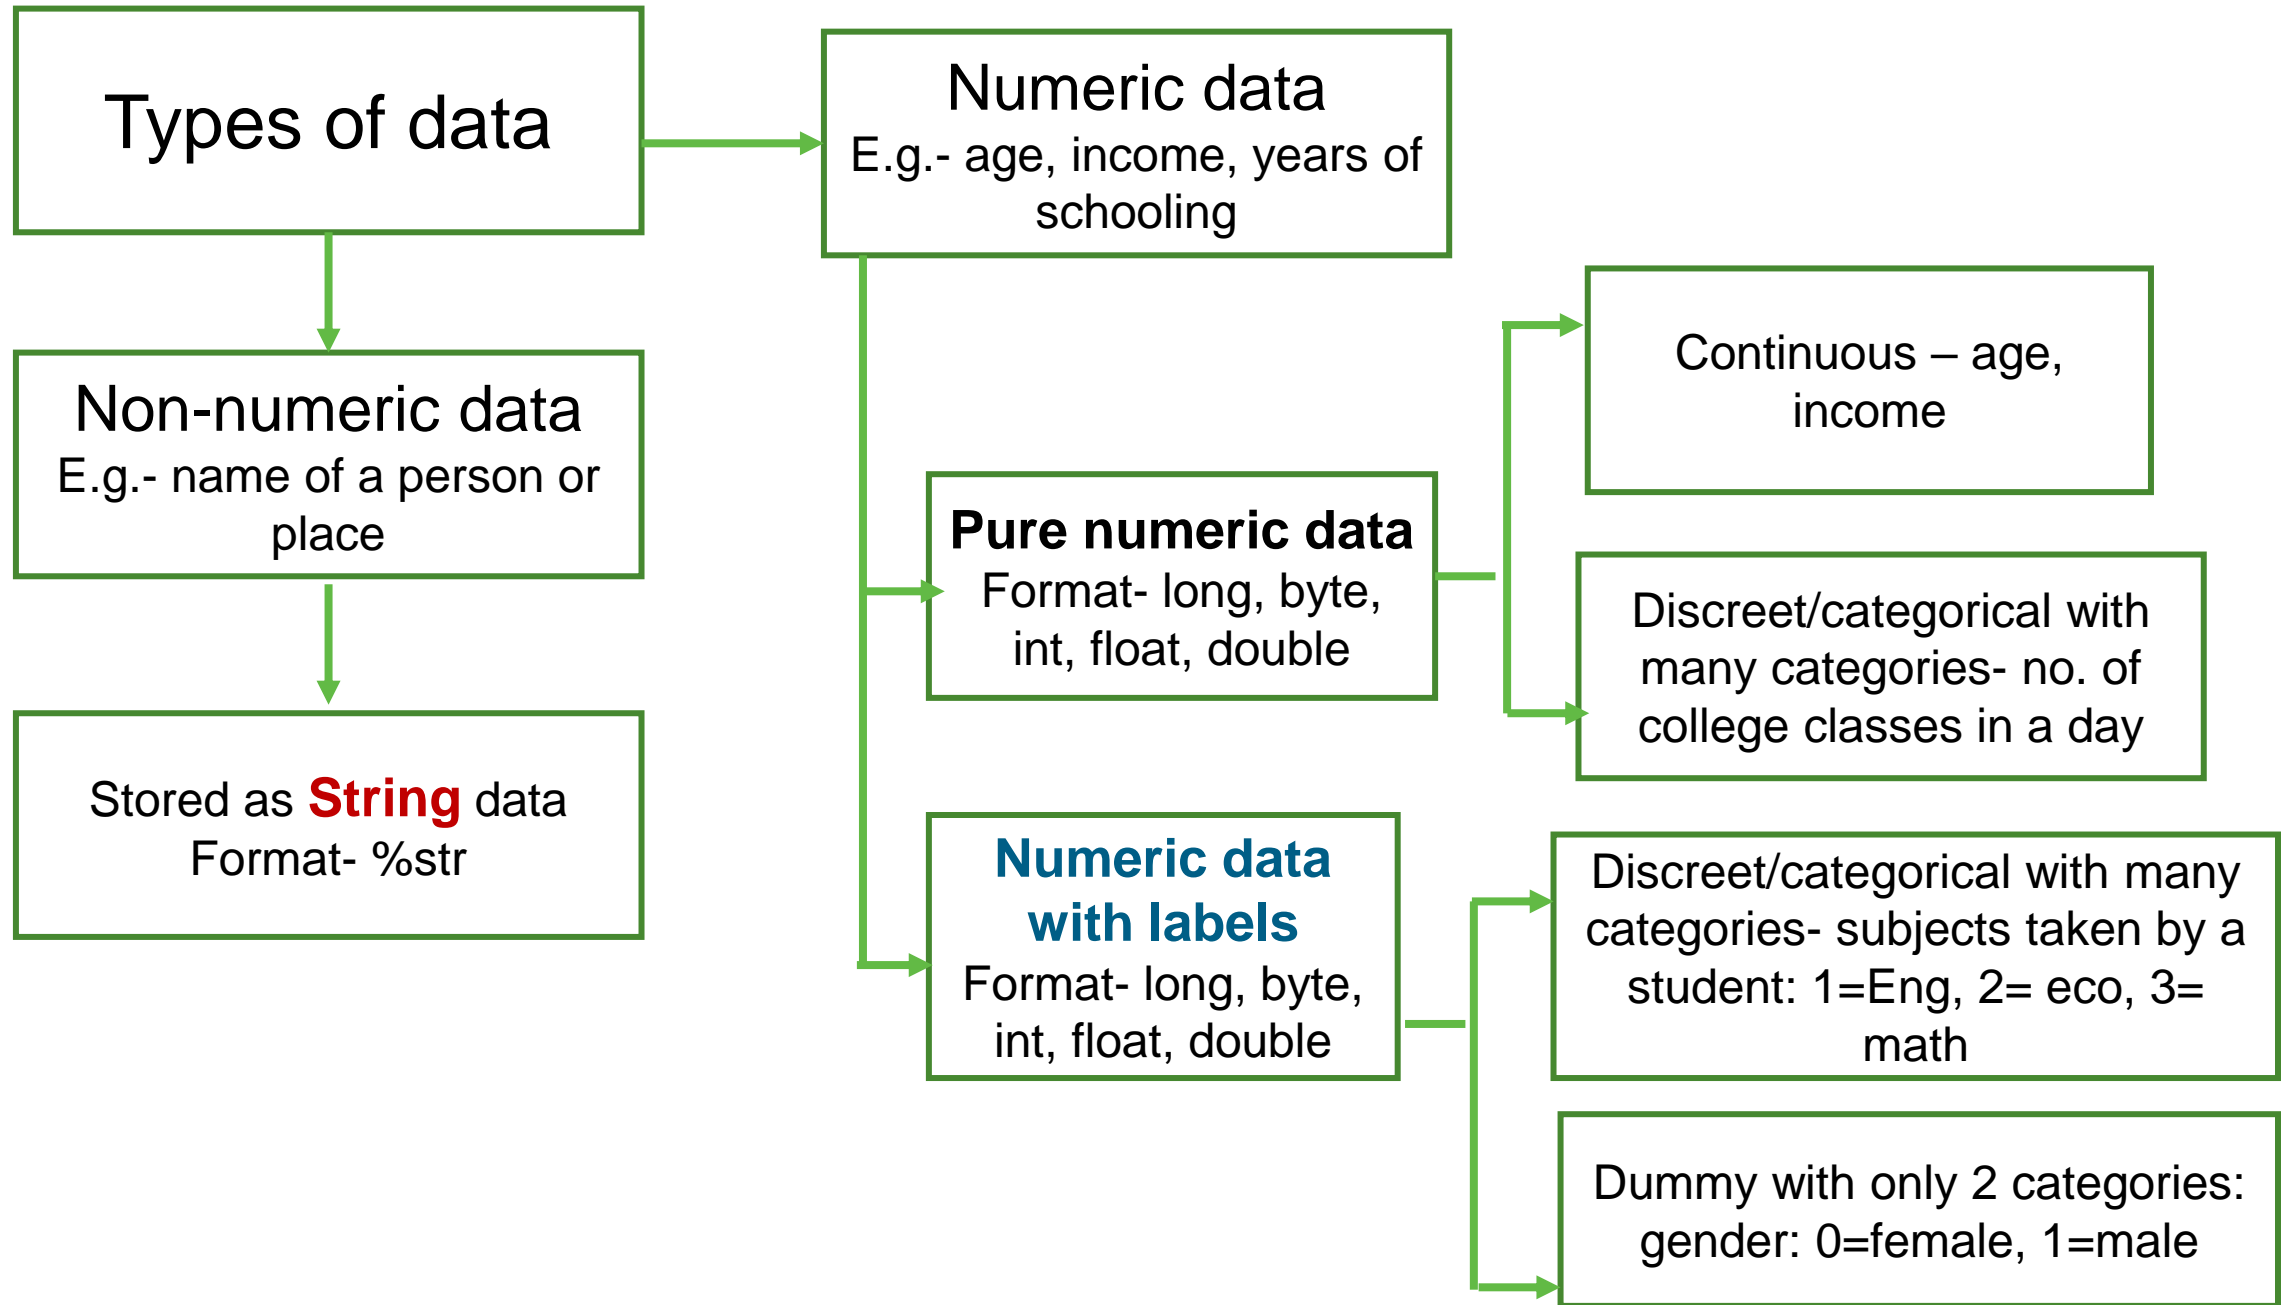 Types of data
Numeric data
E.g.- age, income, years of
schooling
Non-numeric data
E.g.- name of a person or
place
Stored as String data
Format- %str
Pure numeric data
Format- long, byte,
int, float, double
Continuous – age,
income
Discreet/categorical with
many categories- no. of
college classes in a day
Numeric data
with labels
Format- long, byte,
int, float, double
Discreet/categorical with many
categories- subjects taken by a
student: 1=Eng, 2= eco, 3=
math
Dummy with only 2 categories:
gender: 0=female, 1=male